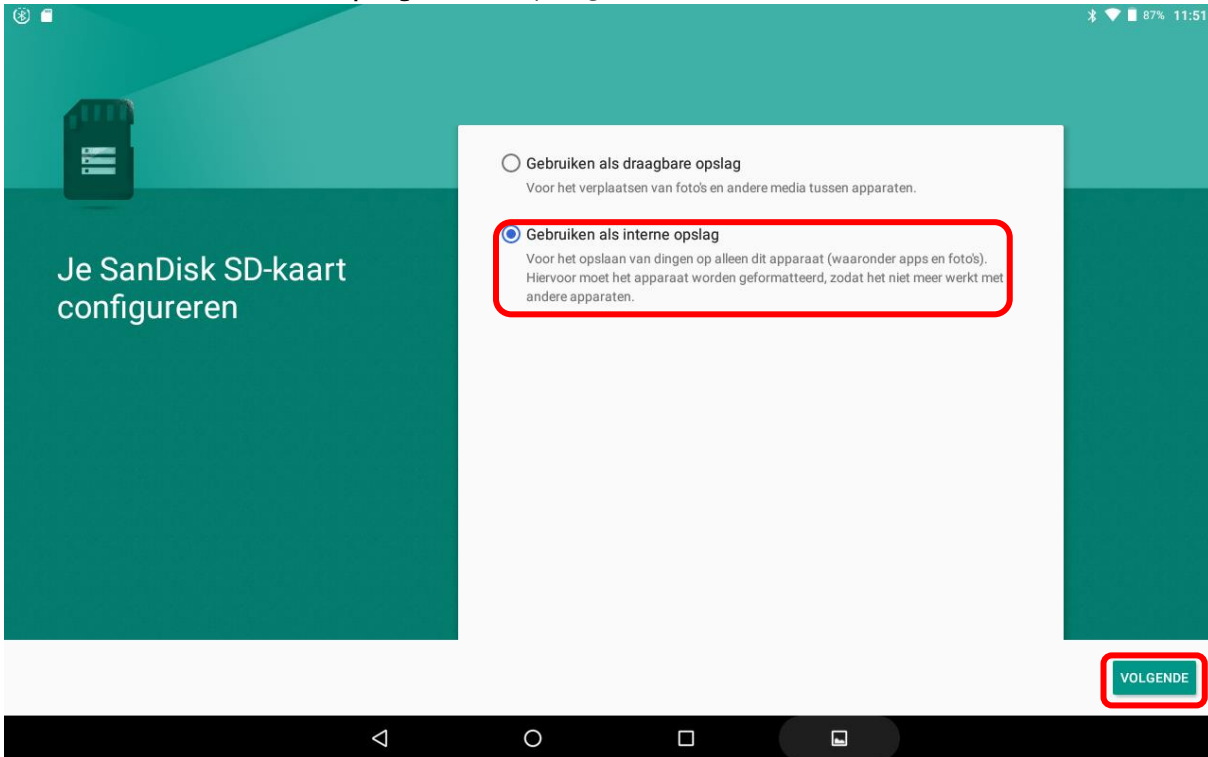 87% 11:51
Gebruiken als draagbare opslag
Voor het verplaatsen van foto's en andere media tussen apparaten.
Gebruiken als interne opslag
Voor het opslaan van dingen op alleen dit apparaat (waaronder apps en foto's).
Hiervoor moet het apparaat worden geformatteerd, zodat het niet meer werkt met
andere apparaten.
Je SanDisk SD-kaart
configureren
VOLGENDE